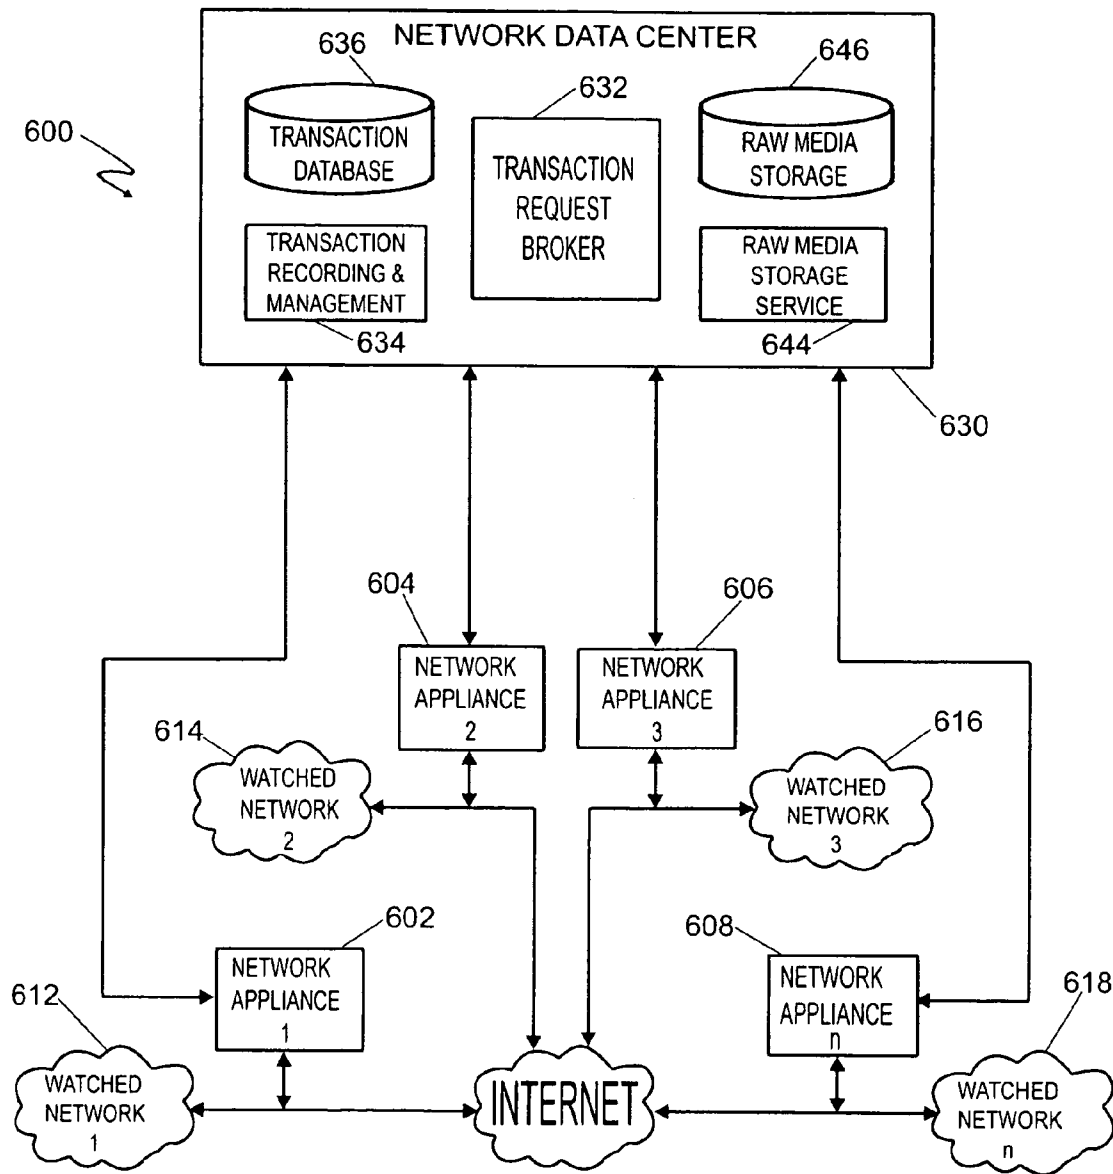 NETWORK DATA CENTER
636
646
632
600
TRANSACTION
DATABASE
TRANSACTION
REQUEST
BROKER
RAW MEDIA
STORAGE
TRANSACTION
RECORDING &
MANAGEMENT
RAW MEDIA
STORAGE
SERVICE
634
644
630
604
606
NETWORK
APPLIANCE
2
NETWORK
APPLIANCE
3
614
616
WATCHED
NETWORK
2
WATCHED
NETWORK
3
602
608
NETWORK
APPLIANCE
1
NETWORK
APPLIANCE
n
612
618
WATCHED
NETWORK
1
INTERNET
WATCHED
NETWORK
n